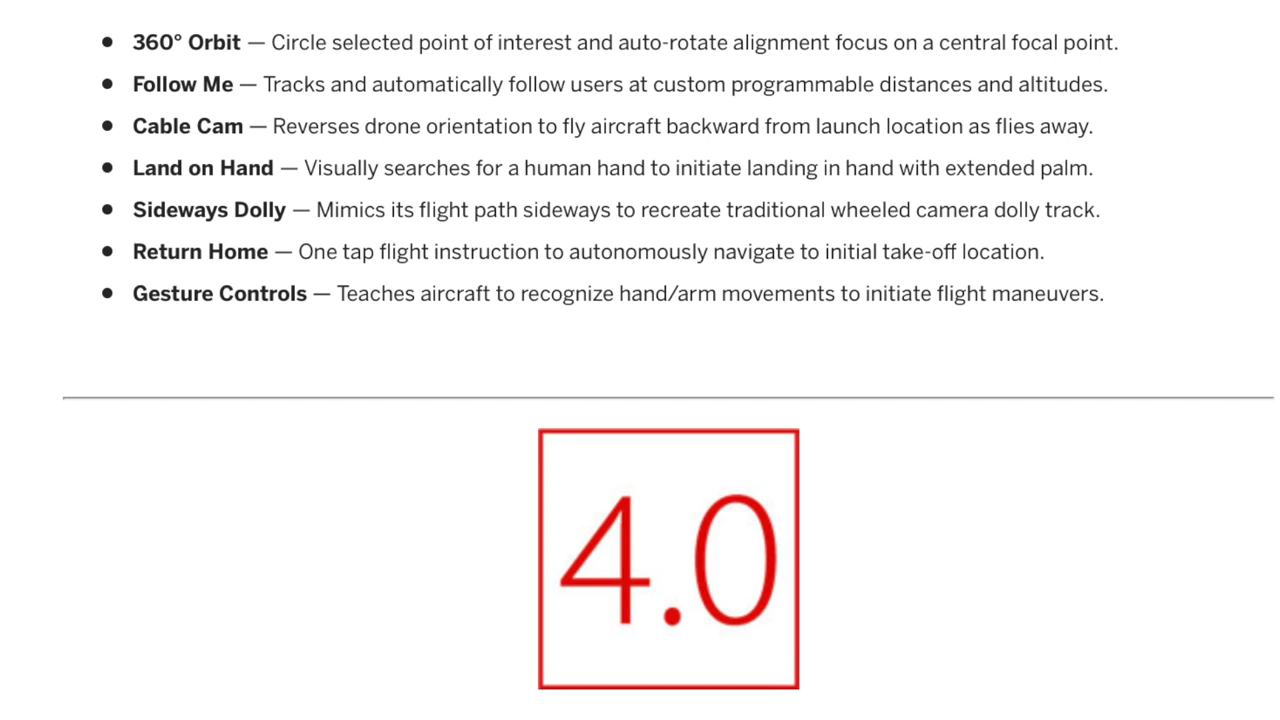 • 360° Orbit — Circle selected point of interest and auto-rotate alignment focus on a central focal point.
• Follow Me — Tracks and automatically follow users at custom programmable distances and altitudes.
• Cable Cam — Reverses drone orientation to fly aircraft backward from launch location as flies away.
• Land on Hand — Visually searches for a human hand to initiate landing in hand with extended palm.
• Sideways Dolly — Mimics its flight path sideways to recreate traditional wheeled camera dolly track.
• Return Home — One tap flight instruction to autonomously navigate to initial take-off location.
• Gesture Controls — Teaches aircraft to recognize hand/arm movements to initiate flight maneuvers.
4.0